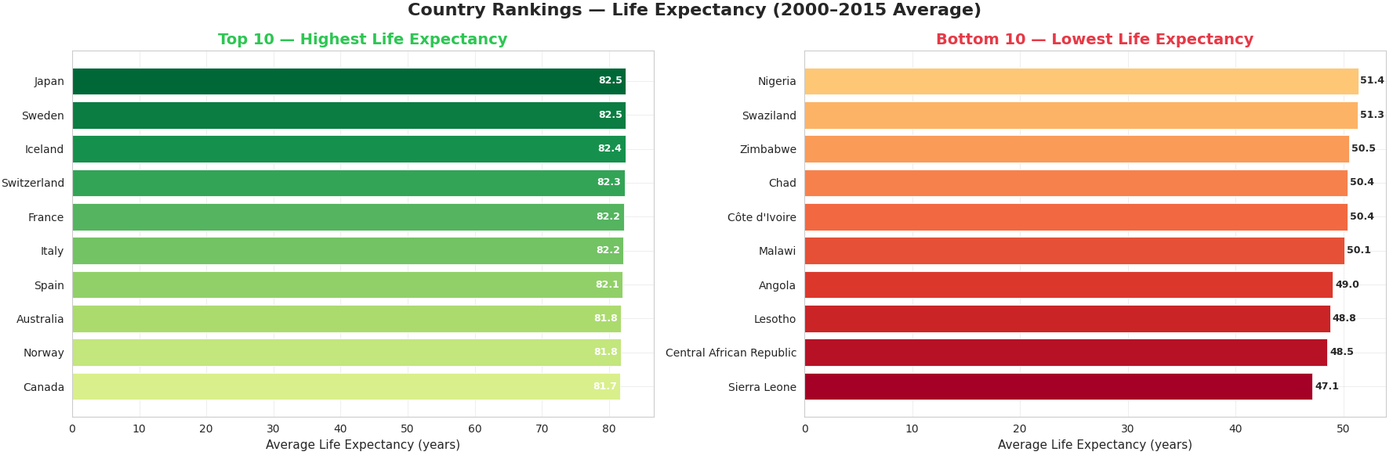 Country Rankings — Life Expectancy (2000–2015 Average)
Top 10 — Highest Life Expectancy
Japan 82.5
Sweden 82.5
Iceland 82.4
Switzerland 82.3
France 82.2
Italy 82.2
Spain 82.1
Australia 81.8
Norway 81.8
Canada 81.7
0 10 20 30 40 50 60 70 80
Average Life Expectancy (years)
Bottom 10 — Lowest Life Expectancy
Nigeria 51.4
Swaziland 51.3
Zimbabwe 50.5
Chad 50.4
Côte d'Ivoire 50.4
Malawi 50.1
Angola 49.0
Lesotho 48.8
Central African Republic 48.5
Sierra Leone 47.1
0 10 20 30 40 50
Average Life Expectancy (years)